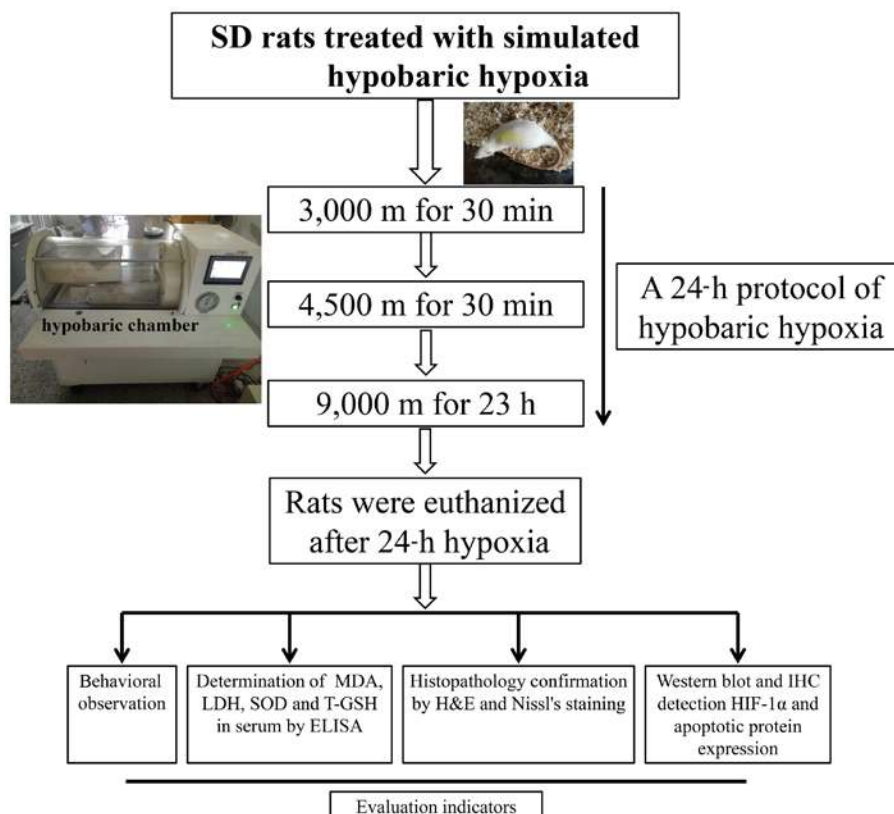 SD rats treated with simulated
hypobaric hypoxia
3,000 m for 30 min
hypobaric chamber
4,500 m for 30 min
A 24-h protocol of
hypobaric hypoxia
9,000 m for 23 h
Rats were euthanized
after 24-h hypoxia
Behavioral
observation
Determination of MDA,
LDH, SOD and T-GSH
in serum by ELISA
Histopathology confirmation
by H&E and Nissl's staining
Western blot and IHC
detection HIF-1α and
apoptotic protein
expression
Evaluation indicators